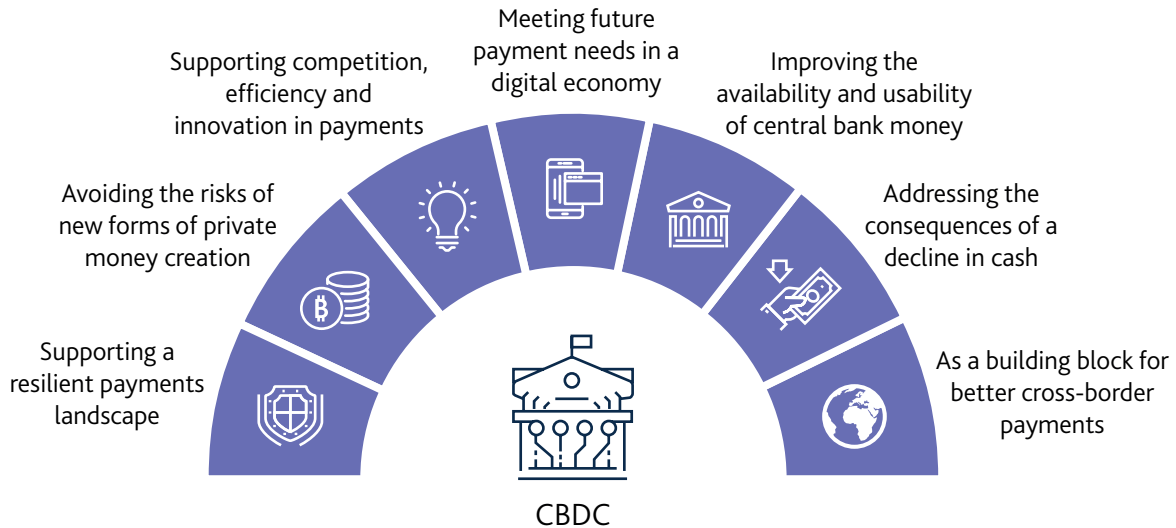 Supporting a
resilient payments
landscape
Avoiding the risks of
new forms of private
money creation
Supporting competition,
efficiency and
innovation in payments
Meeting future
payment needs in a
digital economy
Improving the
availability and usability
of central bank money
Addressing the
consequences of a
decline in cash
As a building block for
better cross-border
payments
CBDC